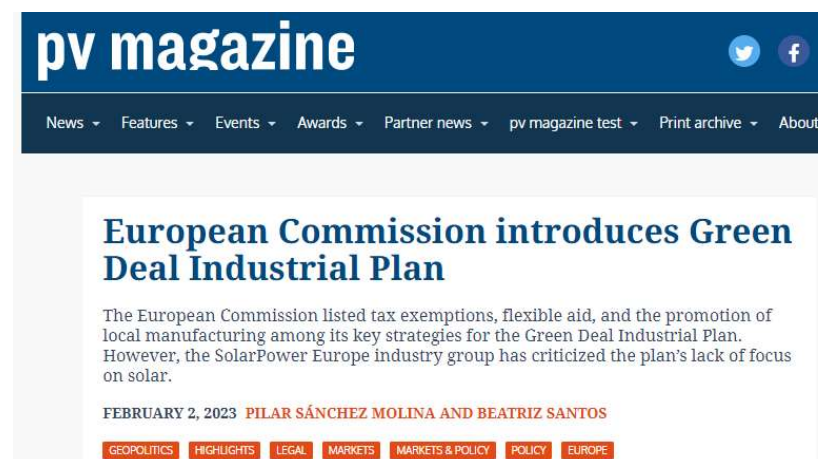 pv magazine
News Features Events Awards Partner news pv magazine test Print archive About
European Commission introduces Green
Deal Industrial Plan
The European Commission listed tax exemptions, flexible aid, and the promotion of
local manufacturing among its key strategies for the Green Deal Industrial Plan.
However, the SolarPower Europe industry group has criticized the plan's lack of focus
on solar.
FEBRUARY 2, 2023 PILAR SÁNCHEZ MOLINA AND BEATRIZ SANTOS
GEOPOLITICS HIGHLIGHTS LEGAL MARKETS MARKETS & POLICY POLICY EUROPE